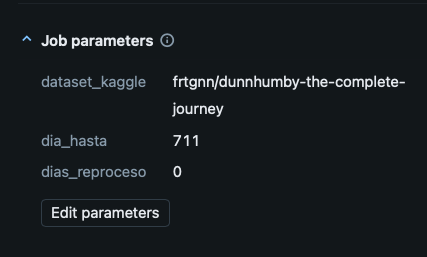 Job parameters
dataset_kaggle frtgnn/dunnhumby-the-complete-
journey
dia_hasta 711
dias_reproceso 0
Edit parameters